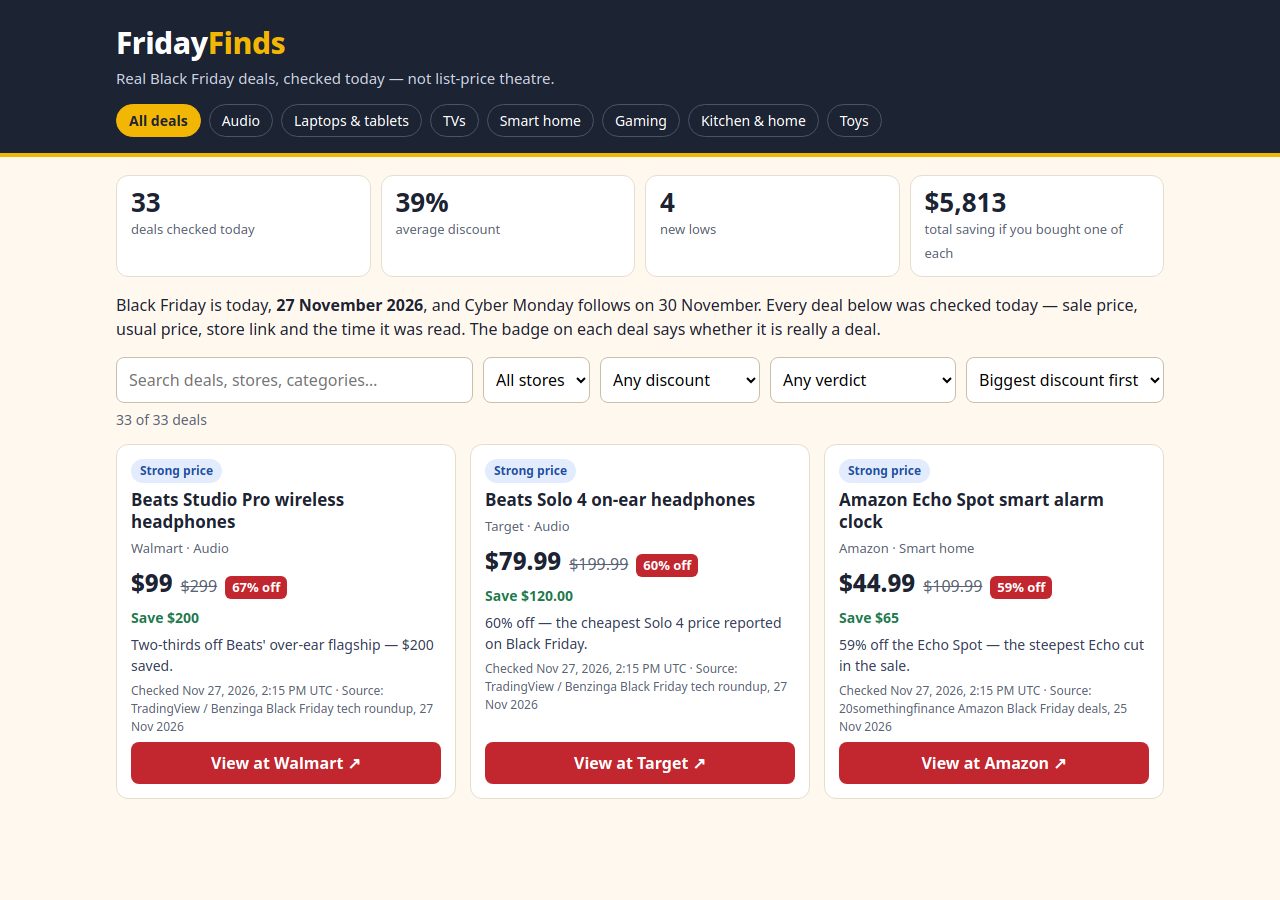 FridayFinds
Real Black Friday deals, checked today — not list-price theatre.
All deals
Audio
Laptops & tablets
TVs
Smart home
Gaming
Kitchen & home
Toys
33
deals checked today
39%
average discount
4
new lows
$5,813
total saving if you bought one of
each
Black Friday is today, 27 November 2026, and Cyber Monday follows on 30 November. Every deal below was checked today — sale price,
usual price, store link and the time it was read. The badge on each deal says whether it is really a deal.
Search deals, stores, categories...
All stores
Any discount
Any verdict
Biggest discount first
33 of 33 deals
Strong price
Beats Studio Pro wireless
headphones
Walmart · Audio
$99 $299 67% off
Save $200
Two-thirds off Beats' over-ear flagship — $200
saved.
Checked Nov 27, 2026, 2:15 PM UTC · Source:
TradingView / Benzinga Black Friday tech roundup, 27
Nov 2026
View at Walmart ↗
Strong price
Beats Solo 4 on-ear headphones
Target · Audio
$79.99 $199.99 60% off
Save $120.00
60% off — the cheapest Solo 4 price reported
on Black Friday.
Checked Nov 27, 2026, 2:15 PM UTC · Source:
TradingView / Benzinga Black Friday tech roundup, 27
Nov 2026
View at Target ↗
Strong price
Amazon Echo Spot smart alarm
clock
Amazon · Smart home
$44.99 $109.99 59% off
Save $65
59% off the Echo Spot — the steepest Echo cut
in the sale.
Checked Nov 27, 2026, 2:15 PM UTC · Source:
20somethingfinance Amazon Black Friday deals, 25
Nov 2026
View at Amazon ↗